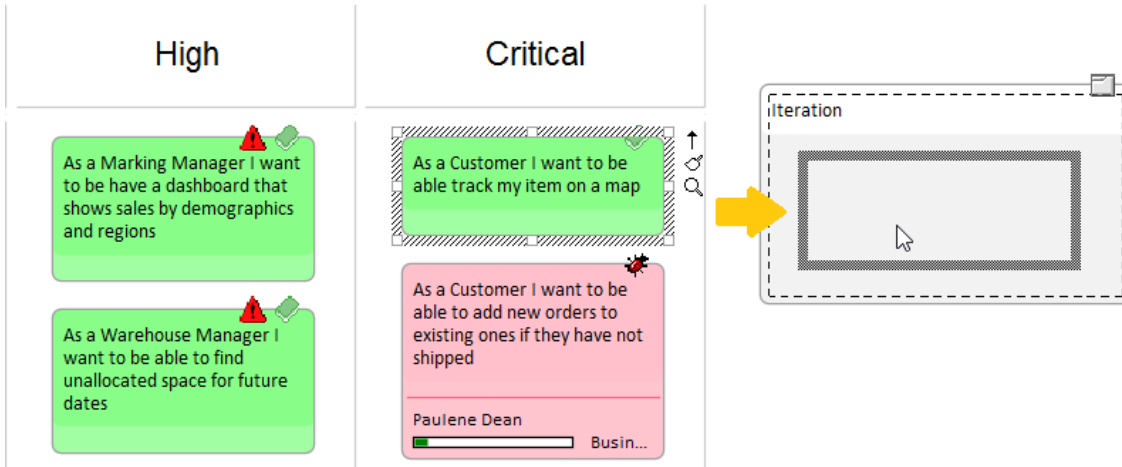 High
Critical
Iteration
As a Marking Manager I want
to be have a dashboard that
shows sales by demographics
and regions
As a Customer I want to be
able track my item on a map
As a Warehouse Manager I
want to be able to find
unallocated space for future
dates
As a Customer I want to be
able to add new orders to
existing ones if they have not
shipped
Paulene Dean
Busin...